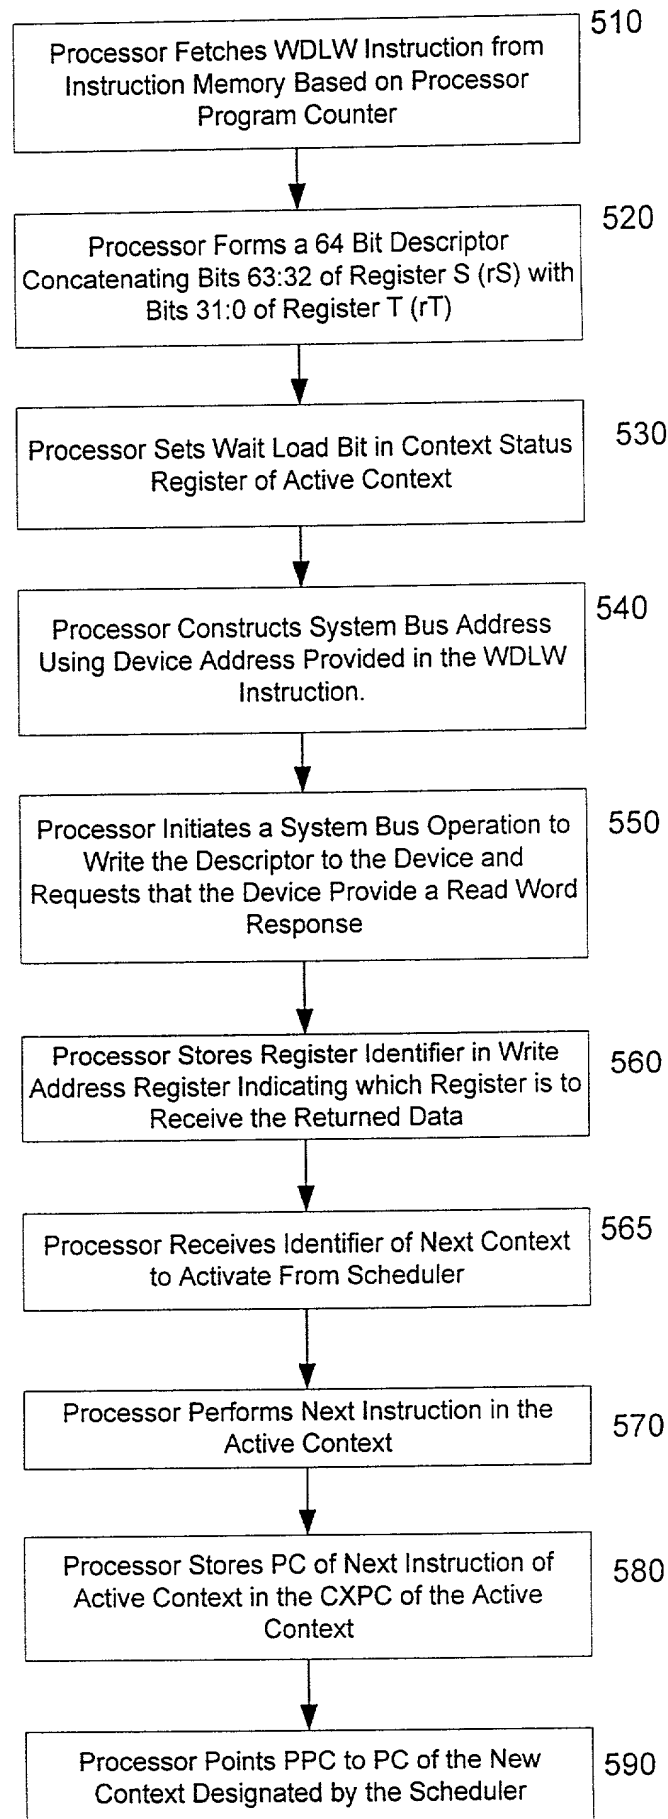 510
Processor Fetches WDLW Instruction from
Instruction Memory Based on Processor
Program Counter
520
Processor Forms a 64 Bit Descriptor
Concatenating Bits 63:32 of Register S (rS) with
Bits 31:0 of Register T (rT)
530
Processor Sets Wait Load Bit in Context Status
Register of Active Context
540
Processor Constructs System Bus Address
Using Device Address Provided in the WDLW
Instruction.
550
Processor Initiates a System Bus Operation to
Write the Descriptor to the Device and
Requests that the Device Provide a Read Word
Response
560
Processor Stores Register Identifier in Write
Address Register Indicating which Register is to
Receive the Returned Data
565
Processor Receives Identifier of Next Context
to Activate From Scheduler
570
Processor Performs Next Instruction in the
Active Context
580
Processor Stores PC of Next Instruction of
Active Context in the CXPC of the Active
Context
590
Processor Points PPC to PC of the New
Context Designated by the Scheduler